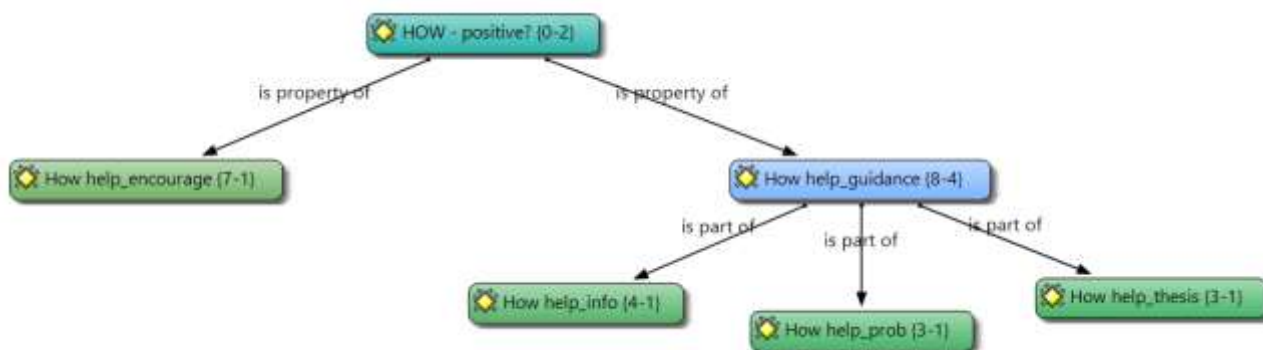 HOW - positive? {0-2}
is property of
is property of
How help_encourage {7-1}
How help_guidance {8-4}
is part of
is part of
is part of
How help_info {4-1}
How help_prob {3-1}
How help_thesis {3-1}